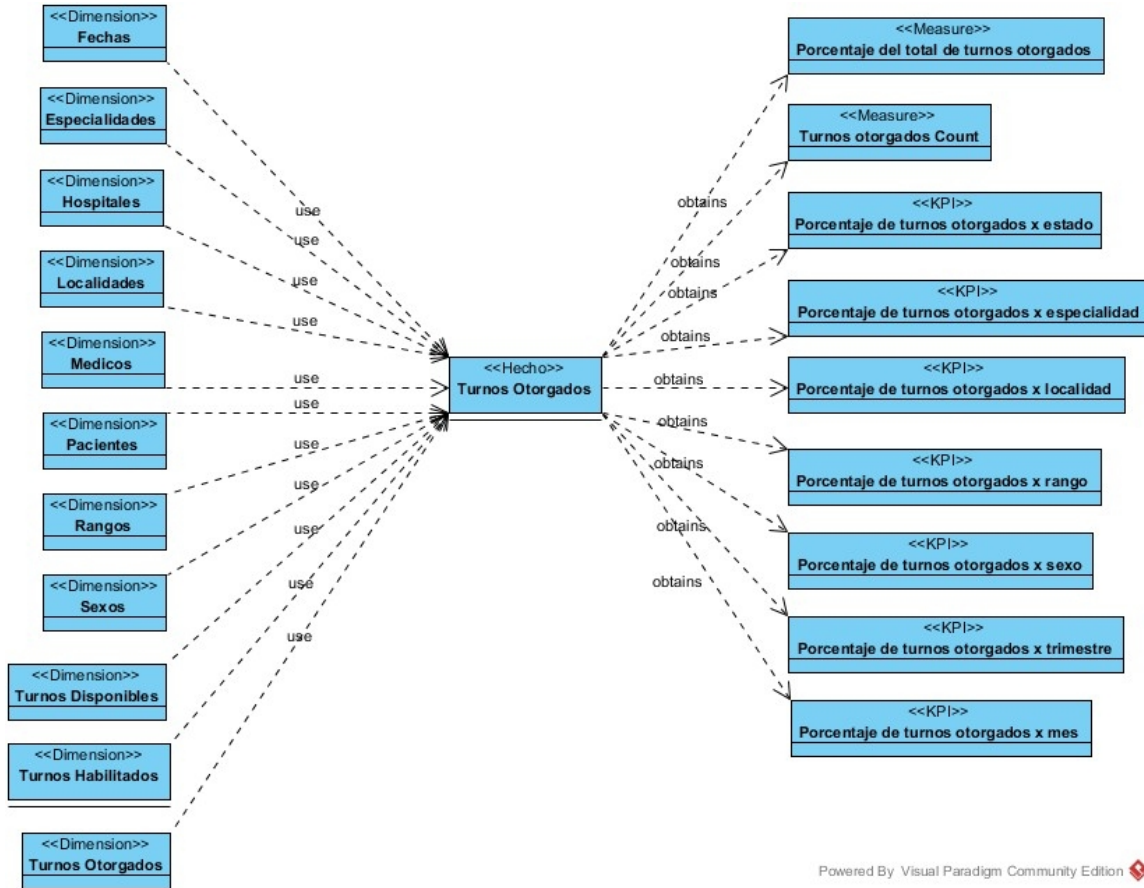 <<Dimension>>
Fechas
<<Dimension>>
Especialidades
<<Dimension>>
Hospitales
<<Dimension>>
Localidades
<<Dimension>>
Medicos
<<Dimension>>
Pacientes
<<Dimension>>
Rangos
<<Dimension>>
Sexos
<<Dimension>>
Turnos Disponibles
<<Dimension>>
Turnos Habilitados
<<Dimension>>
Turnos Otorgados
use
use
use
use
use
use
use
use
use
use
use
<<Hecho>>
Turnos Otorgados
obtains
obtains
obtains
obtains
obtains
obtains
obtains
obtains
obtains
<<Measure>>
Porcentaje del total de turnos otorgados
<<Measure>>
Turnos otorgados Count
<<KPI>>
Porcentaje de turnos otorgados x estado
<<KPI>>
Porcentaje de turnos otorgados x especialidad
<<KPI>>
Porcentaje de turnos otorgados x localidad
<<KPI>>
Porcentaje de turnos otorgados x rango
<<KPI>>
Porcentaje de turnos otorgados x sexo
<<KPI>>
Porcentaje de turnos otorgados x trimestre
<<KPI>>
Porcentaje de turnos otorgados x mes
Powered By Visual Paradigm Community Edition